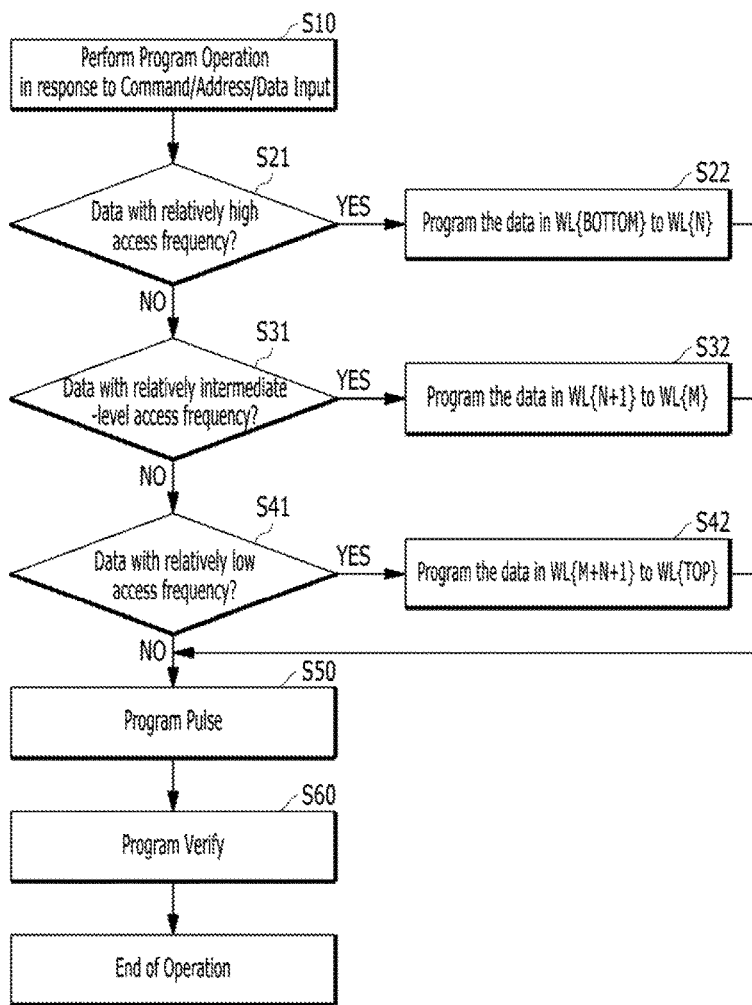 S10
Perform Program Operation
in response to Command/Address/Data Input
S21
Data with relatively high
access frequency?
YES
S22
Program the data in WL{BOTTOM} to WL{N}
NO
S31
Data with relatively intermediate
-level access frequency?
YES
S32
Program the data in WL{N+1} to WL{M}
NO
S41
Data with relatively low
access frequency?
YES
S42
Program the data in WL{M+N+1} to WL{TOP}
NO
S50
Program Pulse
S60
Program Verify
End of Operation